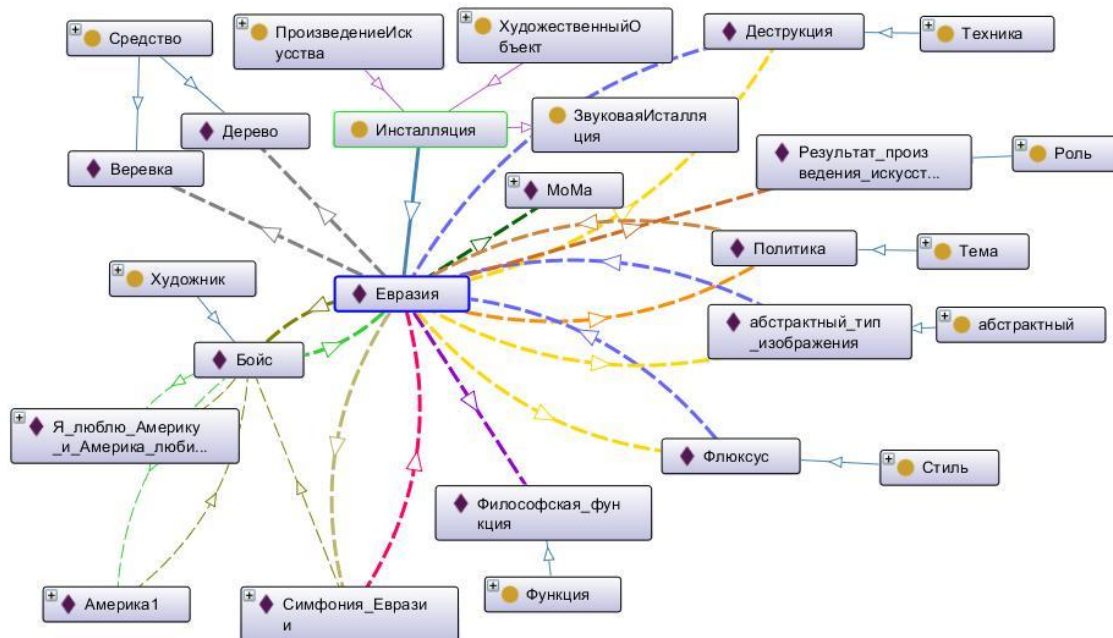 Средство
ПроизведениеИск
усства
ХудожественныйО
бъект
Деструкция
Техника
Дерево
Инсталляция
ЗвуковаяИсталля
ция
Веревка
Результат_произ
ведения_искусст...
Роль
МоМа
Политика
Тема
Художник
Евразия
абстрактный_тип
_изображения
абстрактный
Бойс
Я_люблю_Америку
_и_Америка_люби...
Флюксус
Стиль
Философская_фун
кция
Америка1
Симфония_Еврази
и
Функция